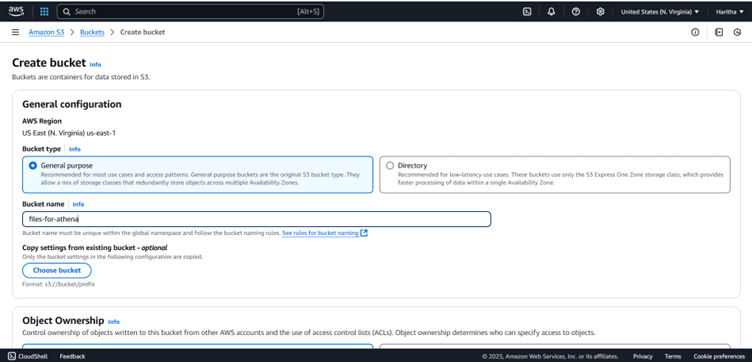 aws
Search [Alt+S] United States (N. Virginia) Haritha
Amazon S3 > Buckets > Create bucket
Create bucket Info
Buckets are containers for data stored in S3.
General configuration
AWS Region
US East (N. Virginia) us-east-1
Bucket type Info
General purpose
Recommended for most use cases and access patterns. General purpose buckets are the original S3 bucket type. They
allow a mix of storage classes that redundantly store objects across multiple Availability Zones.
Directory
Recommended for low-latency use cases. These buckets use only the S3 Express One Zone storage class, which provides
faster processing of data within a single Availability Zone.
Bucket name Info
files-for-athena
Bucket name must be unique within the global namespace and follow the bucket naming rules. See rules for bucket naming
Copy settings from existing bucket - optional
Only the bucket settings in the following configuration are copied.
Choose bucket
Format: s3://bucket/prefix
Object Ownership Info
Control ownership of objects written to this bucket from other AWS accounts and the use of access control lists (ACLs). Object ownership determines who can specify access to objects.
CloudShell Feedback © 2025, Amazon Web Services, Inc. or its affiliates. Privacy Terms Cookie preferences